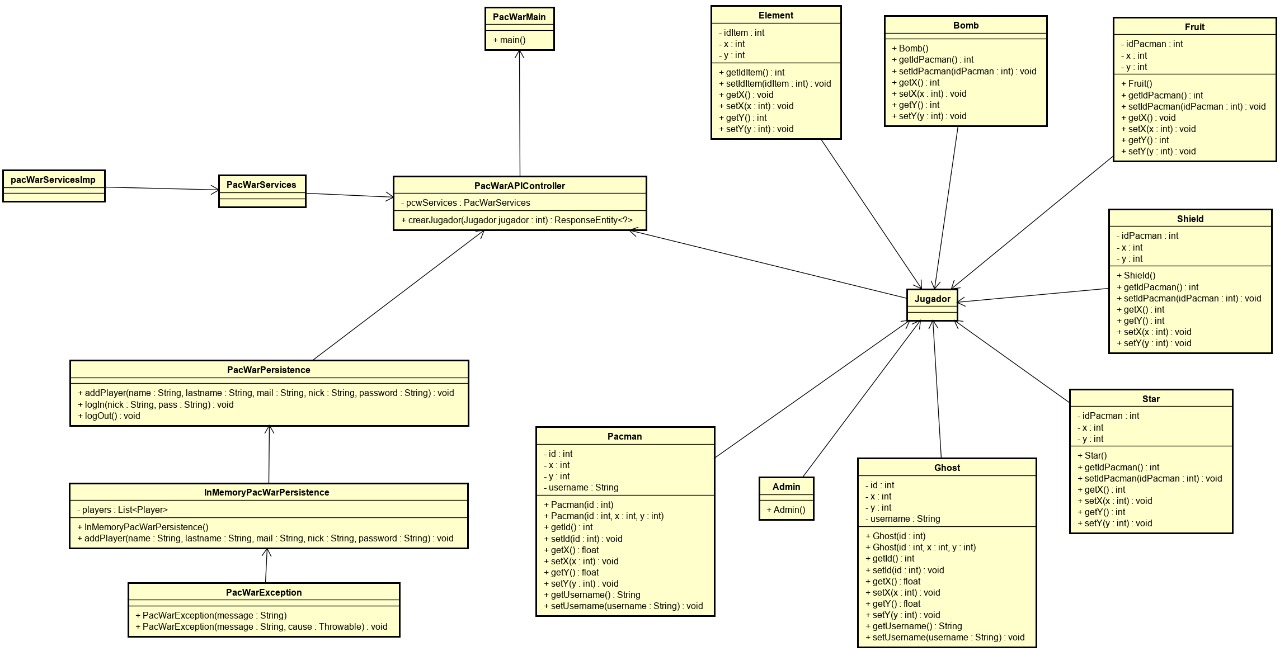 PacWarMain
+ main()
Element
- idItem : int
- x : int
- y : int
+ getIdItem() : int
+ setIdItem(idItem : int) : void
+ getX() : void
+ setX(x : int) : void
+ getY() : int
+ setY(y : int) : void
Bomb
+ Bomb()
+ getIdPacman() : int
+ setIdPacman(idPacman : int) : void
+ getX() : int
+ setX(x : int) : void
+ getY() : int
+ setY(y : int) : void
Fruit
- idPacman : int
- x : int
- y : int
+ Fruit()
+ getIdPacman() : int
+ setIdPacman(idPacman : int) : void
+ getX() : void
+ setX(x : int) : void
+ getY() : int
+ setY(y : int) : void
pacWarServicesImp
PacWarServices
PacWarAPIController
- pcwServices : PacWarServices
+ crearJugador(Jugador jugador : int) : ResponseEntity<?>
Shield
- idPacman : int
- x : int
- y : int
+ Shield()
+ getIdPacman() : int
+ setIdPacman(idPacman : int) : void
+ getX() : int
+ getY() : int
+ setX(x : int) : void
+ setY(y : int) : void
Jugador
PacWarPersistence
+ addPlayer(name : String, lastname : String, mail : String, nick : String, password : String) : void
+ logIn(nick : String, pass : String) : void
+ logOut() : void
Star
- idPacman : int
- x : int
- y : int
+ Star()
+ getIdPacman() : int
+ setIdPacman(idPacman : int) : void
+ getX() : int
+ setX(x : int) : void
+ getY() : int
+ setY(y : int) : void
Pacman
- id : int
- x : int
- y : int
- username : String
+ Pacman(id : int)
+ Pacman(id : int, x : int, y : int)
+ getId() : int
+ setId(id : int) : void
+ getX() : float
+ setX(x : int) : void
+ getY() : float
+ setY(y : int) : void
+ getUsername() : String
+ setUsername(username : String) : void
Admin
+ Admin()
Ghost
- id : int
- x : int
- y : int
- username : String
+ Ghost(id : int)
+ Ghost(id : int, x : int, y : int)
+ getId() : int
+ setId(id : int) : void
+ getX() : float
+ setX(x : int) : void
+ getY() : float
+ setY(y : int) : void
+ getUsername() : String
+ setUsername(username : String) : void
InMemoryPacWarPersistence
- players : List<Player>
+ InMemoryPacWarPersistence()
+ addPlayer(name : String, lastname : String, mail : String, nick : String, password : String) : void
PacWarException
+ PacWarException(message : String)
+ PacWarException(message : String, cause : Throwable) : void